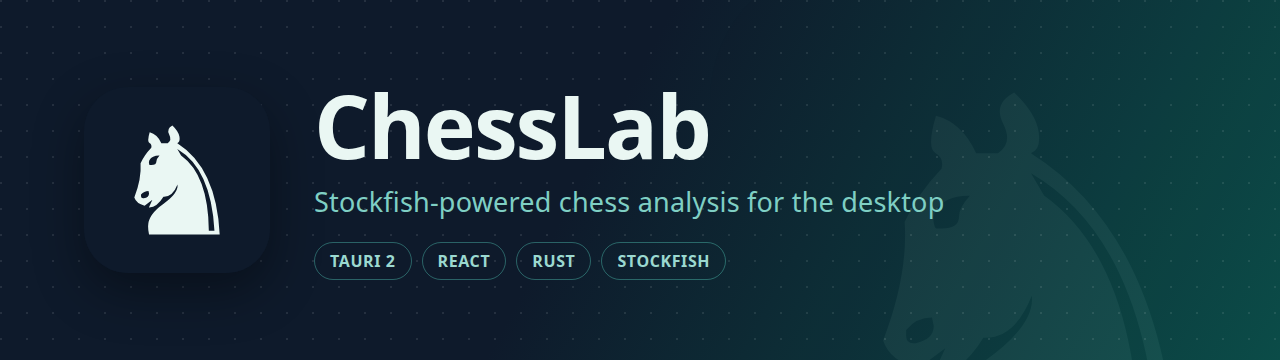 ChessLab
Stockfish-powered chess analysis for the desktop
TAURI 2 REACT RUST STOCKFISH